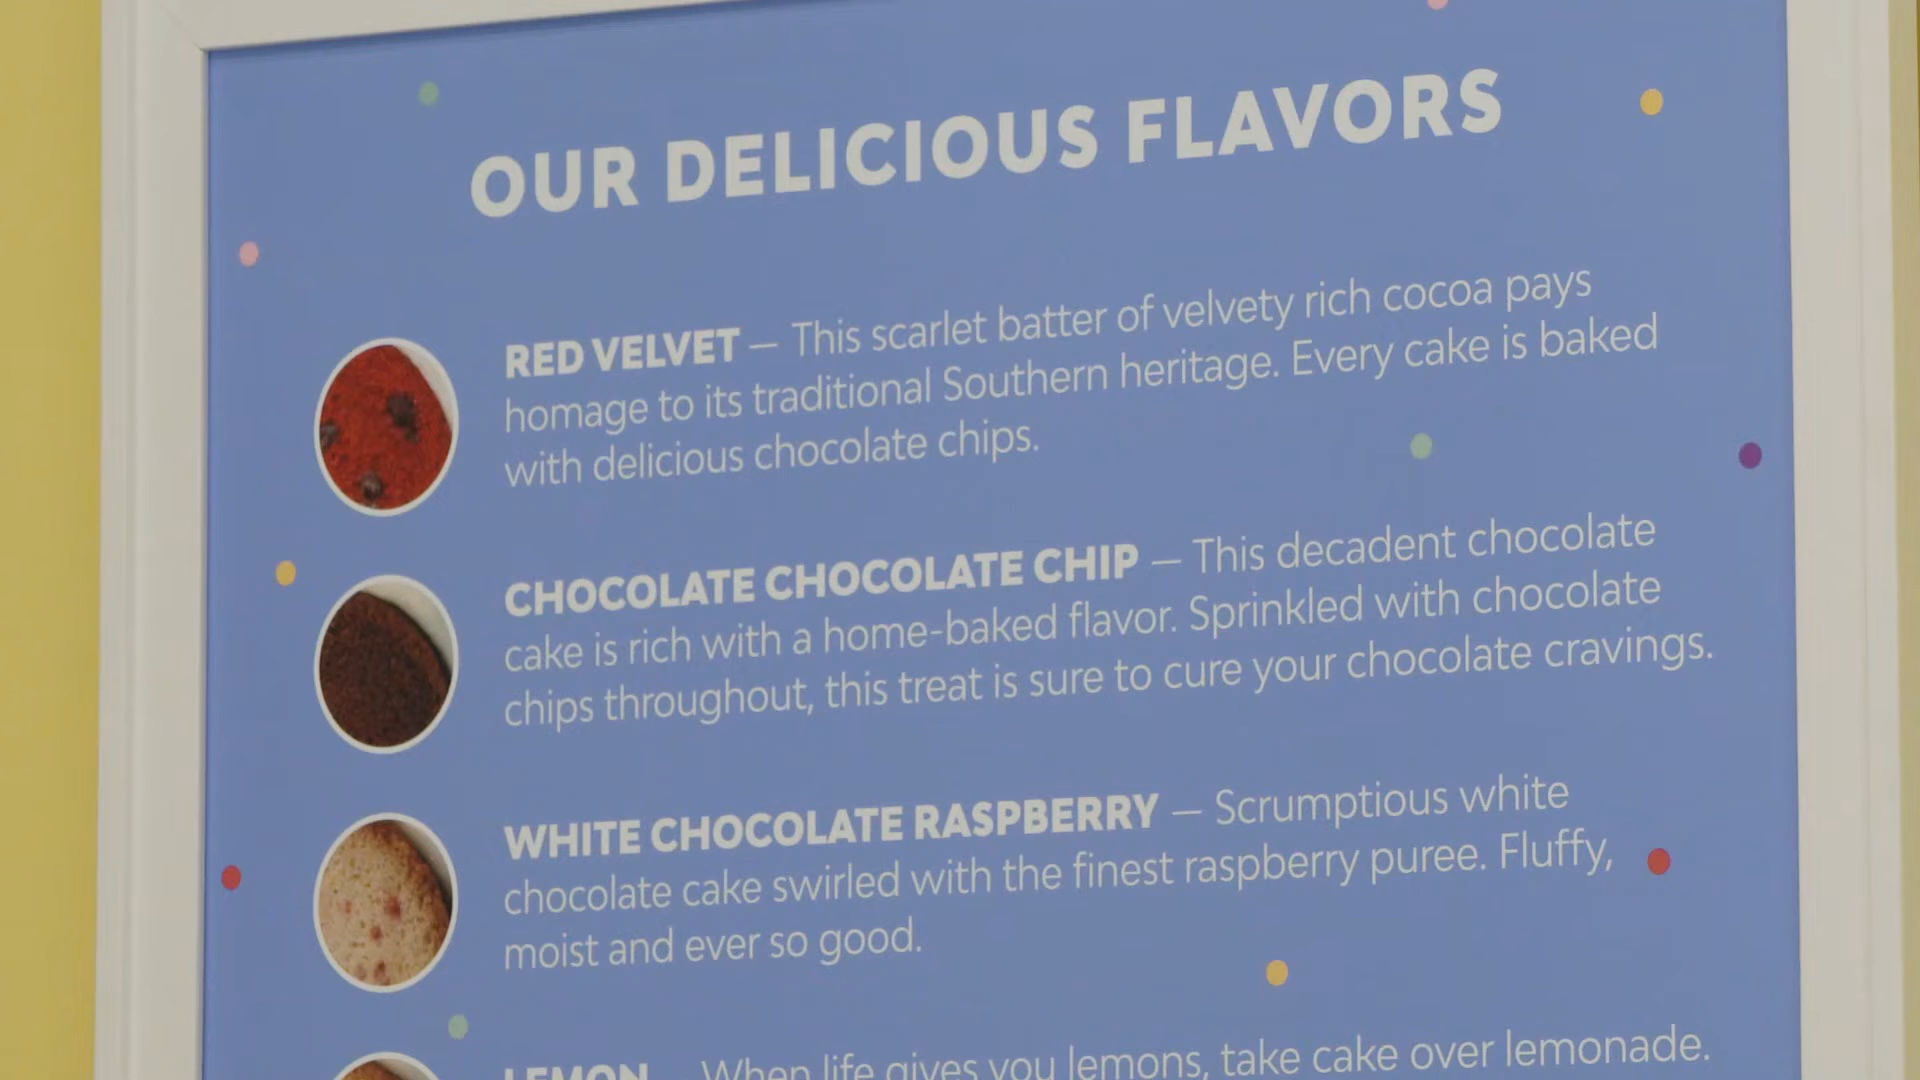 OUR DELICIOUS FLAVORS
RED VELVET — This scarlet batter of velvety rich cocoa pays
homage to its traditional Southern heritage. Every cake is baked
with delicious chocolate chips.
CHOCOLATE CHOCOLATE CHIP — This decadent chocolate
cake is rich with a home-baked flavor. Sprinkled with chocolate
chips throughout, this treat is sure to cure your chocolate cravings.
WHITE CHOCOLATE RASPBERRY — Scrumptious white
chocolate cake swirled with the finest raspberry puree. Fluffy,
moist and ever so good.
LEMON — When life gives you lemons, take cake over lemonade.